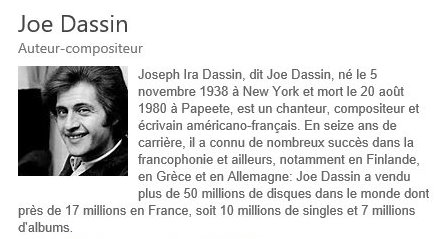 Joe Dassin
Auteur-compositeur
Joseph Ira Dassin, dit Joe Dassin, né le 5
novembre 1938 à New York et mort le 20 août
1980 à Papeete, est un chanteur, compositeur et
écrivain américano-français. En seize ans de
carrière, il a connu de nombreux succès dans la
francophonie et ailleurs, notamment en Finlande,
en Grèce et en Allemagne: Joe Dassin a vendu
plus de 50 millions de disques dans le monde dont
près de 17 millions en France, soit 10 millions de singles et 7 millions
d'albums.